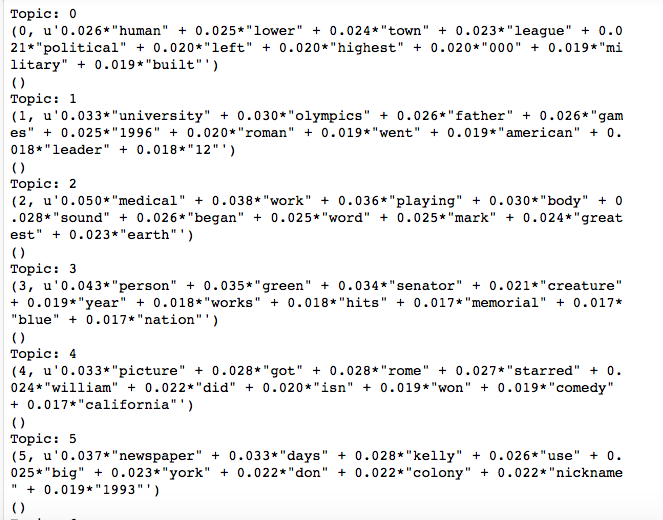 Topic: 0
(0, u'0.026*"human" + 0.025*"lower" + 0.024*"town" + 0.023*"league" + 0.0
21*"political" + 0.020*"left" + 0.020*"highest" + 0.020*"000" + 0.019*"mi
litary" + 0.019*"built"')
()
Topic: 1
(1, u'0.033*"university" + 0.030*"olympics" + 0.026*"father" + 0.026*"gam
es" + 0.025*"1996" + 0.020*"roman" + 0.019*"went" + 0.019*"american" + 0.
018*"leader" + 0.018*"12"')
()
Topic: 2
(2, u'0.050*"medical" + 0.038*"work" + 0.036*"playing" + 0.030*"body" + 0
.028*"sound" + 0.026*"began" + 0.025*"word" + 0.025*"mark" + 0.024*"great
est" + 0.023*"earth"')
()
Topic: 3
(3, u'0.043*"person" + 0.035*"green" + 0.034*"senator" + 0.021*"creature"
+ 0.019*"year" + 0.018*"works" + 0.018*"hits" + 0.017*"memorial" + 0.017*
"blue" + 0.017*"nation"')
()
Topic: 4
(4, u'0.033*"picture" + 0.028*"got" + 0.028*"rome" + 0.027*"starred" + 0.
024*"william" + 0.022*"did" + 0.020*"isn" + 0.019*"won" + 0.019*"comedy"
+ 0.017*"california"')
()
Topic: 5
(5, u'0.037*"newspaper" + 0.033*"days" + 0.028*"kelly" + 0.026*"use" + 0.
025*"big" + 0.023*"york" + 0.022*"don" + 0.022*"colony" + 0.022*"nickname
" + 0.019*"1993"')
()